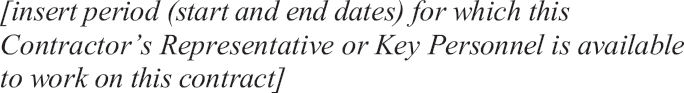 [insert period (start and end dates) for which this
Contractor’s Representative or Key Personnel is available
to work on this contract]